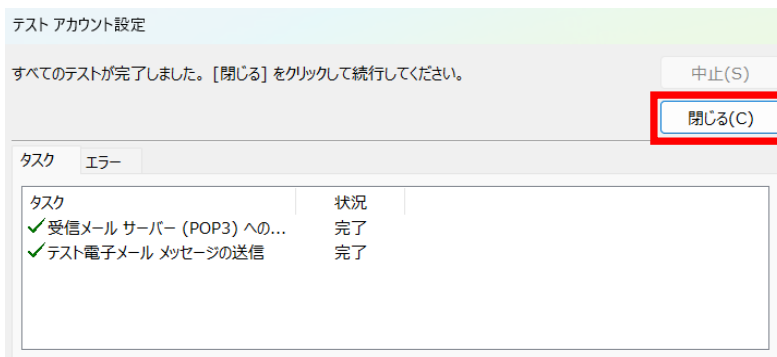 テスト アカウント設定
すべてのテストが完了しました。[閉じる] をクリックして続行してください。
中止(S)
閉じる(C)
タスク エラー
タスク 状況
受信メール サーバー (POP3) への... 完了
テスト電子メール メッセージの送信 完了